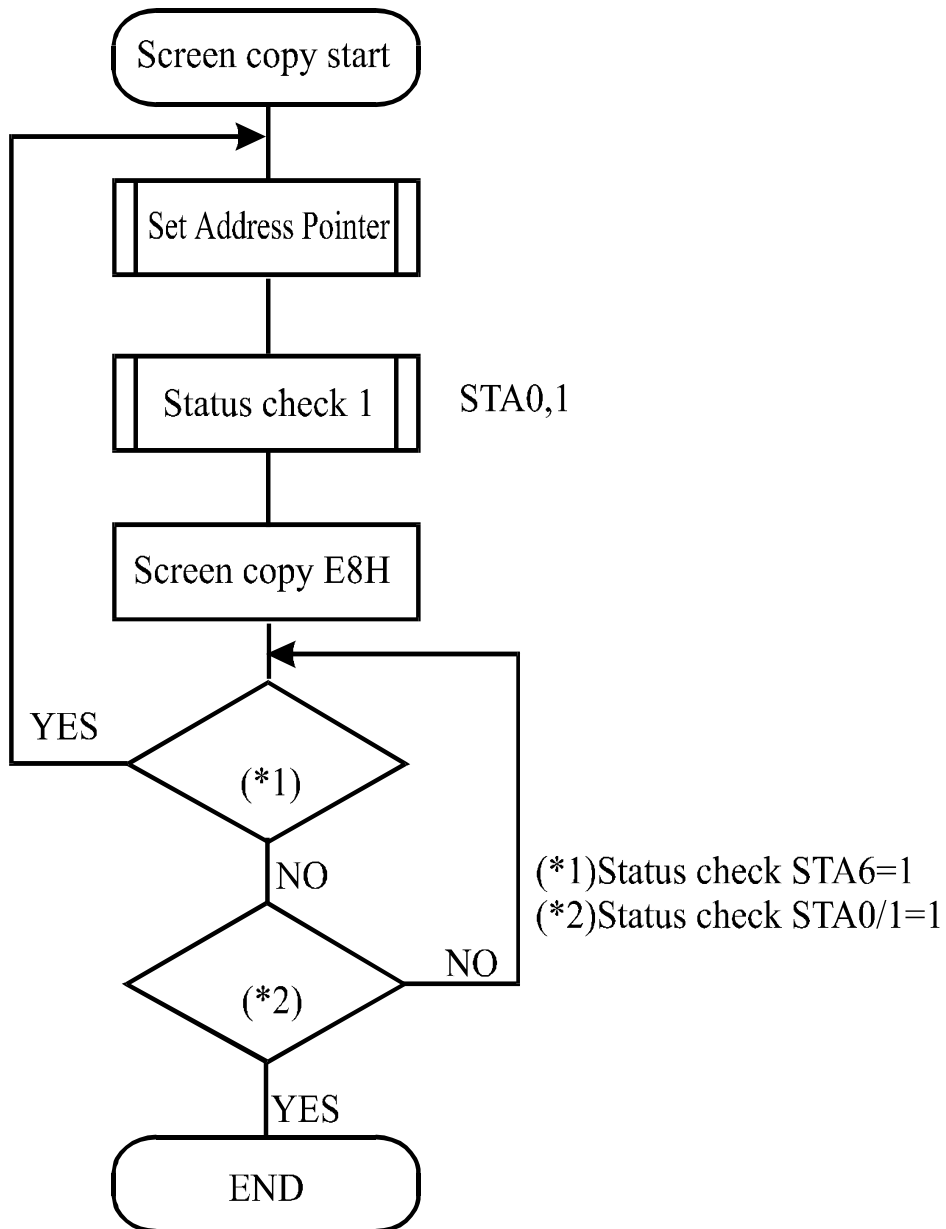 Screen copy start
Set Address Pointer
Status check 1
STA0,1
Screen copy E8H
YES
(*1)
NO
(*1)Status check STA6=1
(*2)Status check STA0/1=1
NO
(*2)
YES
END